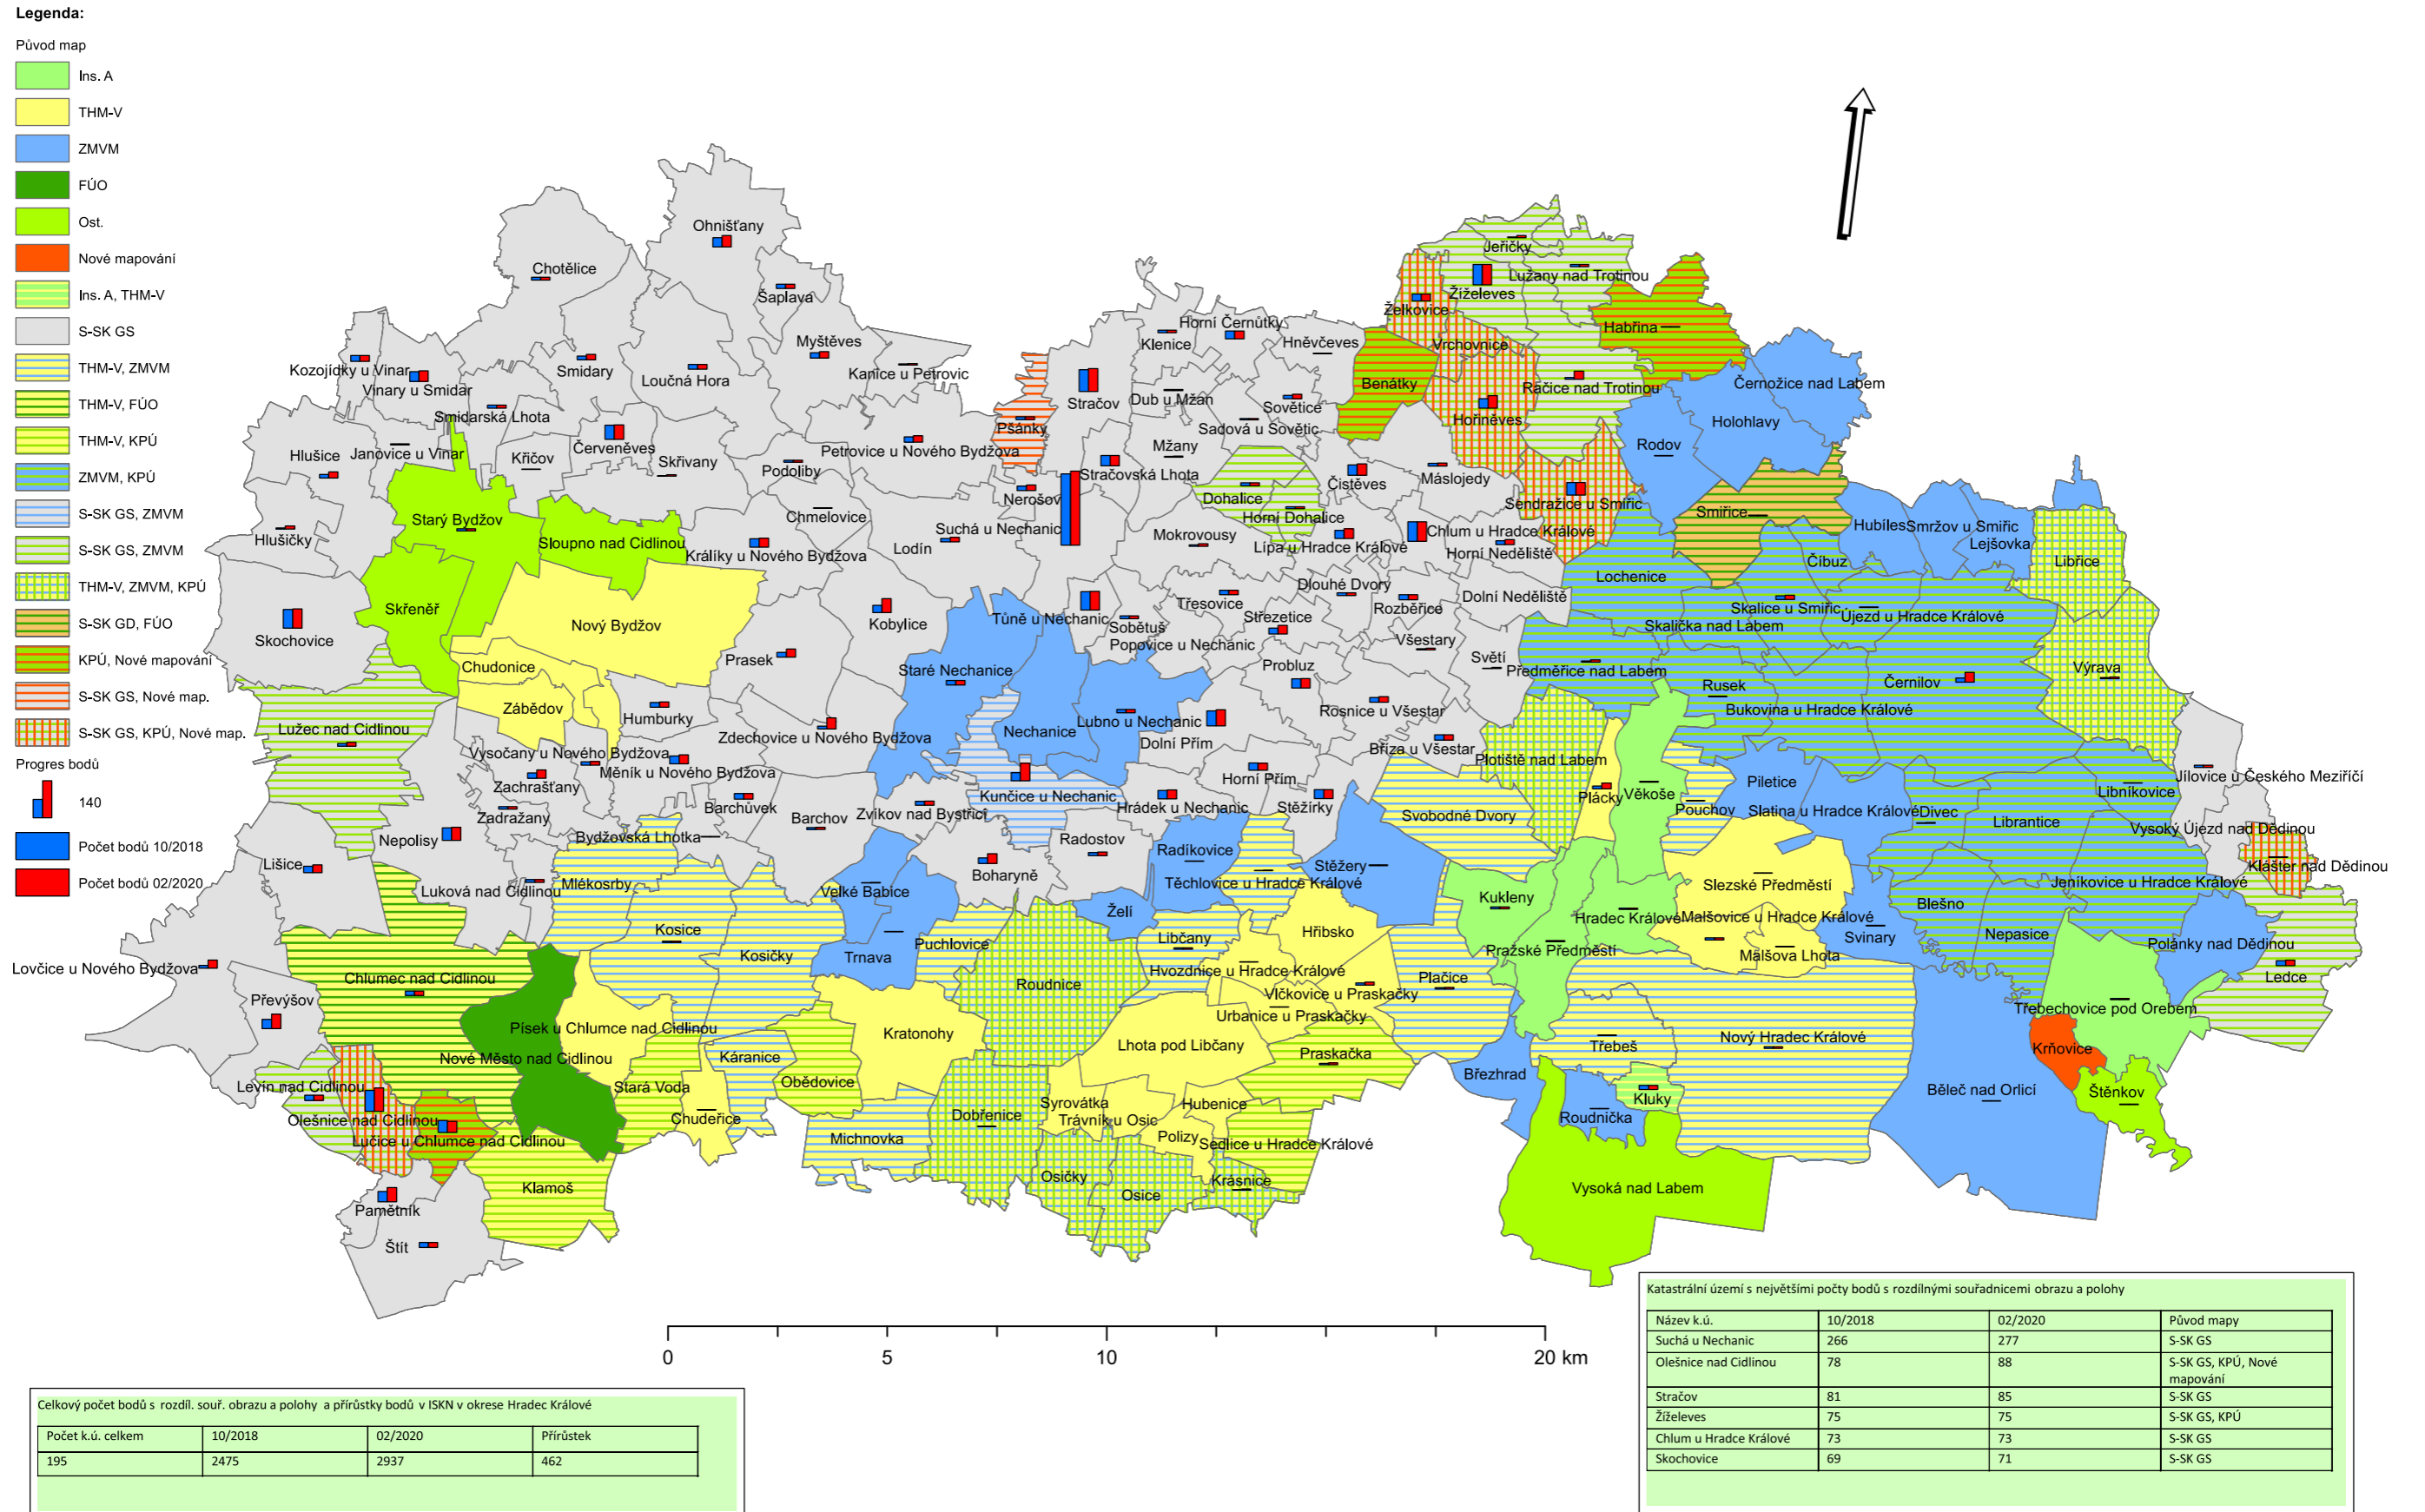 Legenda:
Původ map
Ins. A
THM-V
ZMVM
FÚO
Ost.
Nové mapování
Ins. A, THM-V
S-SK GS
THM-V, ZMVM
THM-V, FÚO
THM-V, KPÚ
ZMVM, KPÚ
S-SK GS, ZMVM
S-SK GS, ZMVM
THM-V, ZMVM, KPÚ
S-SK GD, FÚO
KPÚ, Nové mapování
S-SK GS, Nové map.
S-SK GS, KPÚ, Nové map.
Progres bodů
140
Počet bodů 10/2018
Počet bodů 02/2020
Ohnišťany
Chotělice
Šaplava
Jeřičky
Lužany nad Trotinou
Žíželeves
Želkovice
Habřina
Horní Černůtky
Klenice
Hněvčeves
Vrchovnice
Myštěves
Kanice u Petrovic
Kozojídky u Vinar
Vinary u Smidar
Smidary
Loučná Hora
Benátky
Račice nad Trotinou
Černožice nad Labem
Stračov
Dub u Mžan
Sovětice
Smidarská Lhota
Hořiněves
Holohlavy
Pšánky
Sadová u Sovětic
Rodov
Hlušice
Janovice u Vinar
Křičov
Červeněves
Skřivany
Podoliby
Petrovice u Nového Bydžova
Mžany
Stračovská Lhota
Čistěves
Máslojedy
Nerošov
Dohalice
Sendražice u Smiřic
Smiřice
Horní Dohalice
Starý Bydžov
Chmelovice
Suchá u Nechanic
Hubíles
Smržov u Smiřic
Hlušičky
Sloupno nad Cidlinou
Králíky u Nového Bydžova
Lodín
Mokrovousy
Lípa u Hradce Králové
Chlum u Hradce Králové
Horní Neděliště
Lejšovka
Číbuz
Libřice
Lochenice
Dlouhé Dvory
Dolní Neděliště
Skřeněř
Třesovice
Rozběřice
Skalice u Smiřic
Újezd u Hradce Králové
Skochovice
Nový Bydžov
Kobylice
Tůně u Nechanic
Sobětuš
Střezetice
Všestary
Skalička nad Labem
Popovice u Nechanic
Světí
Chudonice
Prasek
Staré Nechanice
Probluz
Předměřice nad Labem
Výrava
Rusek
Černilov
Zábědov
Humburky
Rosnice u Všestar
Bukovina u Hradce Králové
Lužec nad Cidlinou
Zdechovice u Nového Bydžova
Nechanice
Lubno u Nechanic
Dolní Přím
Bříza u Všestar
Plotiště nad Labem
Vysočany u Nového Bydžova
Měník u Nového Bydžova
Zachrašťany
Horní Přím
Jílovice u Českého Meziříčí
Piletice
Kunčice u Nechanic
Plácky
Věkoše
Libníkovice
Barchůvek
Hrádek u Nechanic
Stěžírky
Pouchov
Slatina u Hradce Králové
Divec
Zadražany
Barchov
Zvíkov nad Bystřicí
Svobodné Dvory
Librantice
Vysoký Újezd nad Dědinou
Nepolisy
Bydžovská Lhotka
Radostov
Radíkovice
Lišice
Stěžery
Klášter nad Dědinou
Boharyně
Luková nad Cidlinou
Mlékosrby
Velké Babice
Těchlovice u Hradce Králové
Slezské Předměstí
Jeníkovice u Hradce Králové
Kukleny
Želí
Blešno
Hradec Králové
Malšovice u Hradce Králové
Kosice
Hřibsko
Svinary
Nepasice
Puchlovice
Libčany
Polánky nad Dědinou
Kosičky
Trnava
Pražské Předměstí
Malšova Lhota
Lovčice u Nového Bydžova
Hvozdnice u Hradce Králové
Plačice
Ledce
Chlumec nad Cidlinou
Roudnice
Vlčkovice u Praskačky
Převýšov
Třebechovice pod Orebem
Urbanice u Praskačky
Písek u Chlumce nad Cidlinou
Kratonohy
Nový Hradec Králové
Lhota pod Libčany
Třebeš
Krňovice
Nové Město nad Cidlinou
Káranice
Praskačka
Březhrad
Levín nad Cidlinou
Stará Voda
Obědovice
Běleč nad Orlicí
Štěnkov
Kluky
Syrovátka
Hubenice
Olešnice nad Cidlinou
Chudeřice
Dobřenice
Trávník u Osic
Roudnička
Lučice u Chlumce nad Cidlinou
Michnovka
Polizy
Sedlice u Hradce Králové
Klamoš
Osičky
Osice
Krásnice
Vysoká nad Labem
Pamětník
Štít
0
5
10
20 km
Katastrální území s největšími počty bodů s rozdílnými souřadnicemi obrazu a polohy
Název k.ú. 10/2018 02/2020 Původ mapy
Suchá u Nechanic 266 277 S-SK GS
Olešnice nad Cidlinou 78 88 S-SK GS, KPÚ, Nové
mapování
Stračov 81 85 S-SK GS
Žíželeves 75 75 S-SK GS, KPÚ
Chlum u Hradce Králové 73 73 S-SK GS
Skochovice 69 71 S-SK GS
Celkový počet bodů s rozdíl. souř. obrazu a polohy a přírůstky bodů v ISKN v okrese Hradec Králové
Počet k.ú. celkem 10/2018 02/2020 Přírůstek
195 2475 2937 462